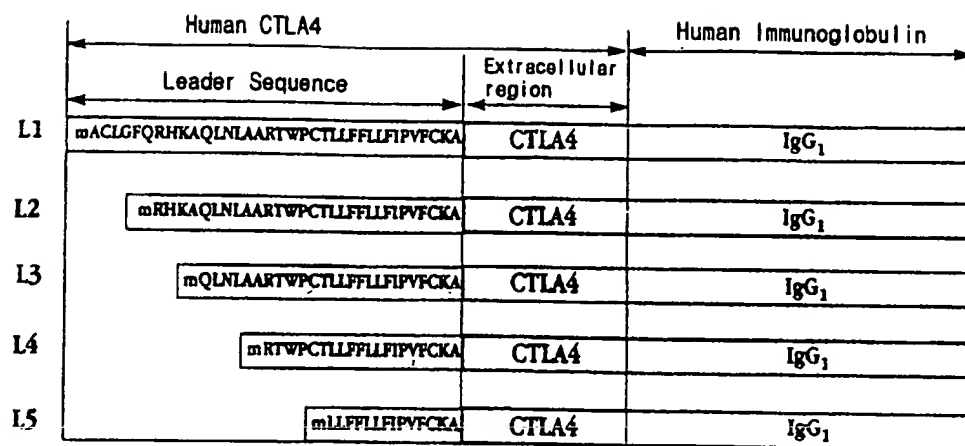 Human CTLA4 Human Immunoglobulin
Leader Sequence Extracellular region
L1 mACLGFQRHKAQLNLAARTWPCTLLFFLLFIPVFCKA CTLA4 IgG1
L2 mRHKAQLNLAARTWPCTLLFFLLFIPVFCKA CTLA4 IgG1
L3 mQLNLAARTWPCTLLFFLLFIPVFCKA CTLA4 IgG1
L4 mRTWPCTLLFFLLFIPVFCKA CTLA4 IgG1
L5 mLLFFLLFIPVFCKA CTLA4 IgG1